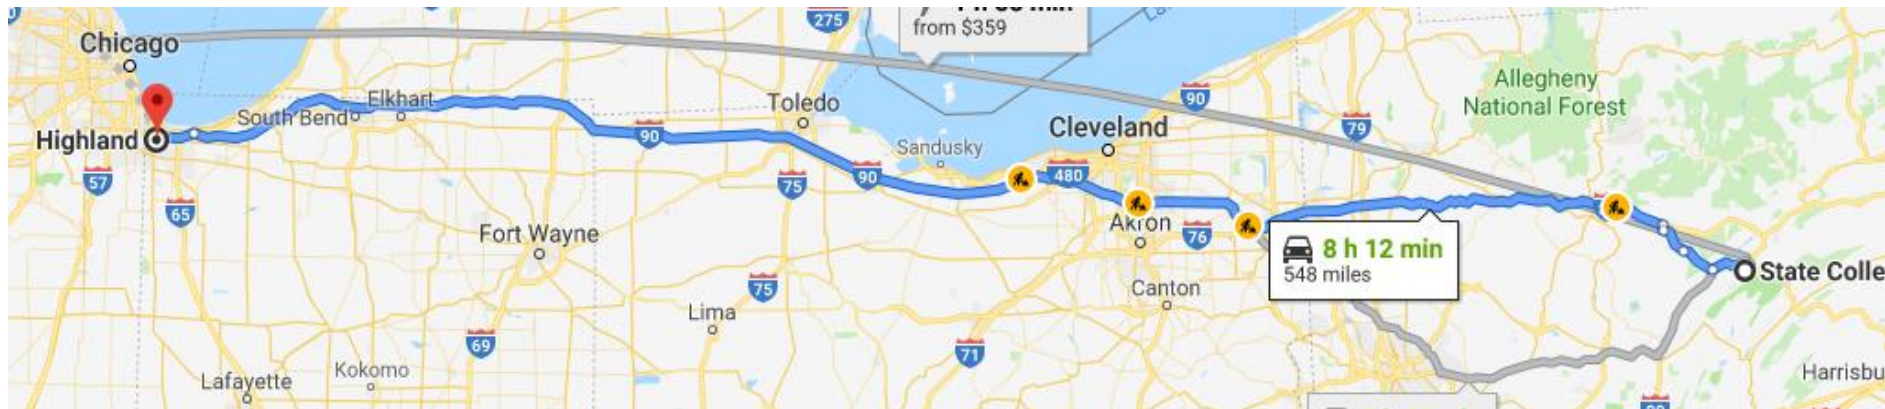 275
from $359
Chicago
Allegheny
National Forest
90
Elkhart
South Bend
Toledo
Cleveland
79
Highland
90
Sandusky
57
75
90
480
65
Akron
76
Fort Wayne
8 h 12 min
548 miles
State Colle
75
Canton
Lima
69
71
Kokomo
Lafayette
Harrisbu